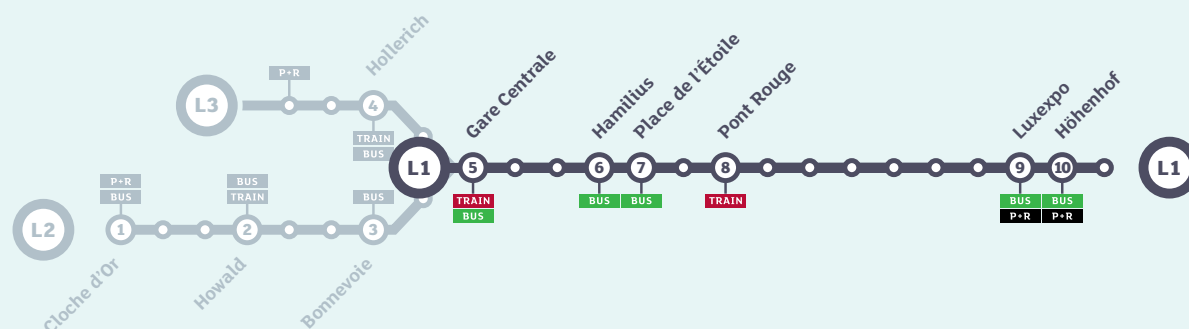 Hollerich
P+R
L3
4
TRAIN
BUS
Gare Centrale
Hamilius
Place de l'Étoile
Pont Rouge
Luxexpo
Höhenhof
L1
5
6
7
8
9
10
L1
TRAIN
BUS
BUS
BUS
TRAIN
BUS
P+R
BUS
P+R
P+R
BUS
BUS
TRAIN
BUS
L2
1
2
3
Cloche d'Or
Howald
Bonnevoie